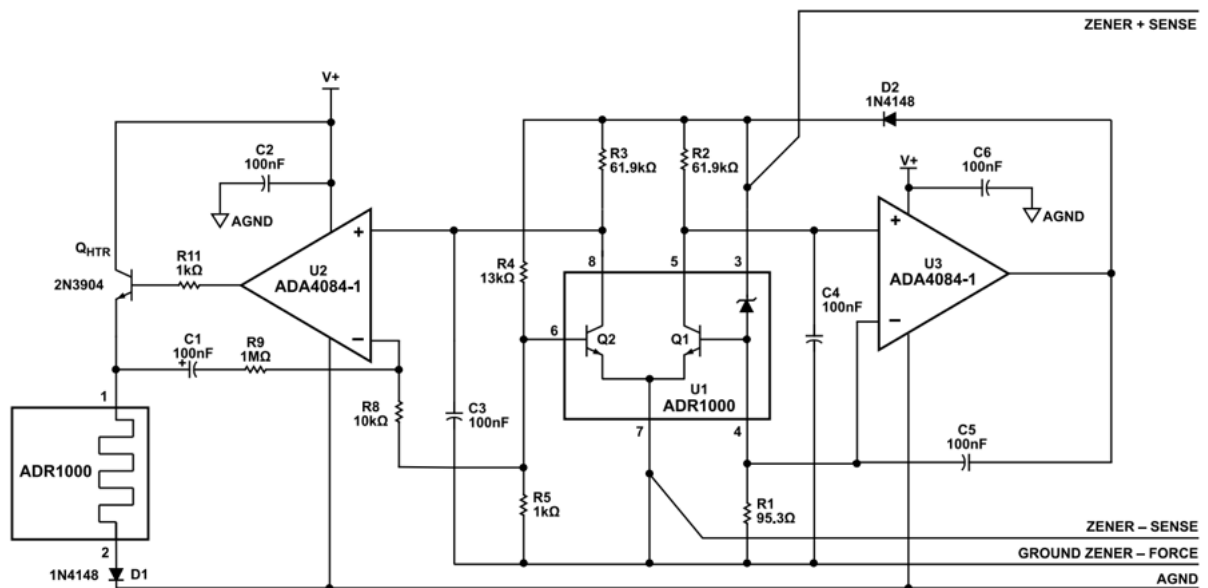 ZENER + SENSE
V+
D2
1N4148
C2
100nF
R3
61.9kΩ
R2
61.9kΩ
V+
C6
100nF
AGND
AGND
+
+
QHTR
R11
1kΩ
U2
ADA4084-1
R4
13kΩ
8
5
3
U3
ADA4084-1
2N3904
C4
100nF
−
6
Q2
Q1
−
C1
100nF
+
R9
1MΩ
U1
ADR1000
1
R8
10kΩ
C3
100nF
7
4
C5
100nF
ADR1000
R5
1kΩ
R1
95.3Ω
ZENER – SENSE
2
GROUND ZENER – FORCE
1N4148
D1
AGND